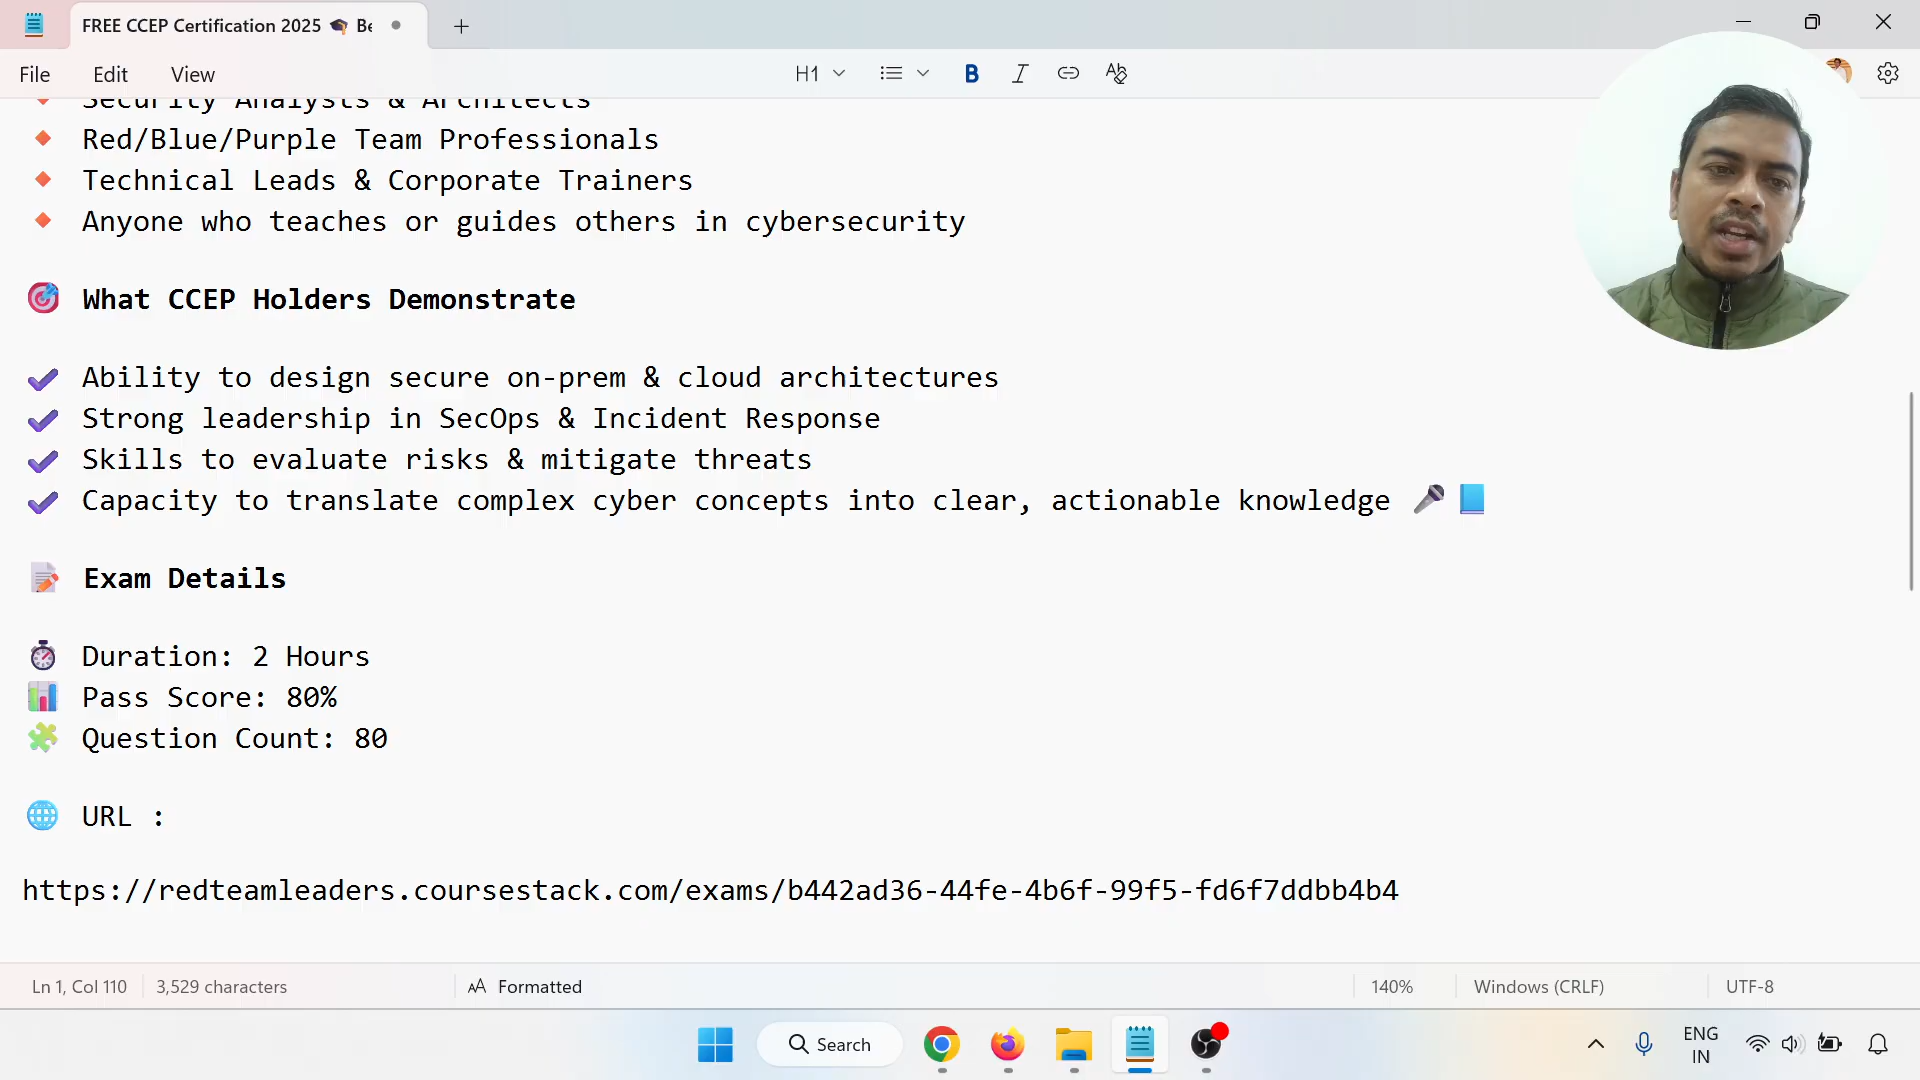 FREE CCEP Certification 2025 🎓 Be
File Edit View
H1 B I
Security Analysts & Architects
Red/Blue/Purple Team Professionals
Technical Leads & Corporate Trainers
Anyone who teaches or guides others in cybersecurity
What CCEP Holders Demonstrate
Ability to design secure on-prem & cloud architectures
Strong leadership in SecOps & Incident Response
Skills to evaluate risks & mitigate threats
Capacity to translate complex cyber concepts into clear, actionable knowledge 🎤 📘
Exam Details
Duration: 2 Hours
Pass Score: 80%
Question Count: 80
URL :
https://redteamleaders.coursestack.com/exams/b442ad36-44fe-4b6f-99f5-fd6f7ddbb4b4
Ln 1, Col 110 3,529 characters Formatted 140% Windows (CRLF) UTF-8
Search
ENG
IN